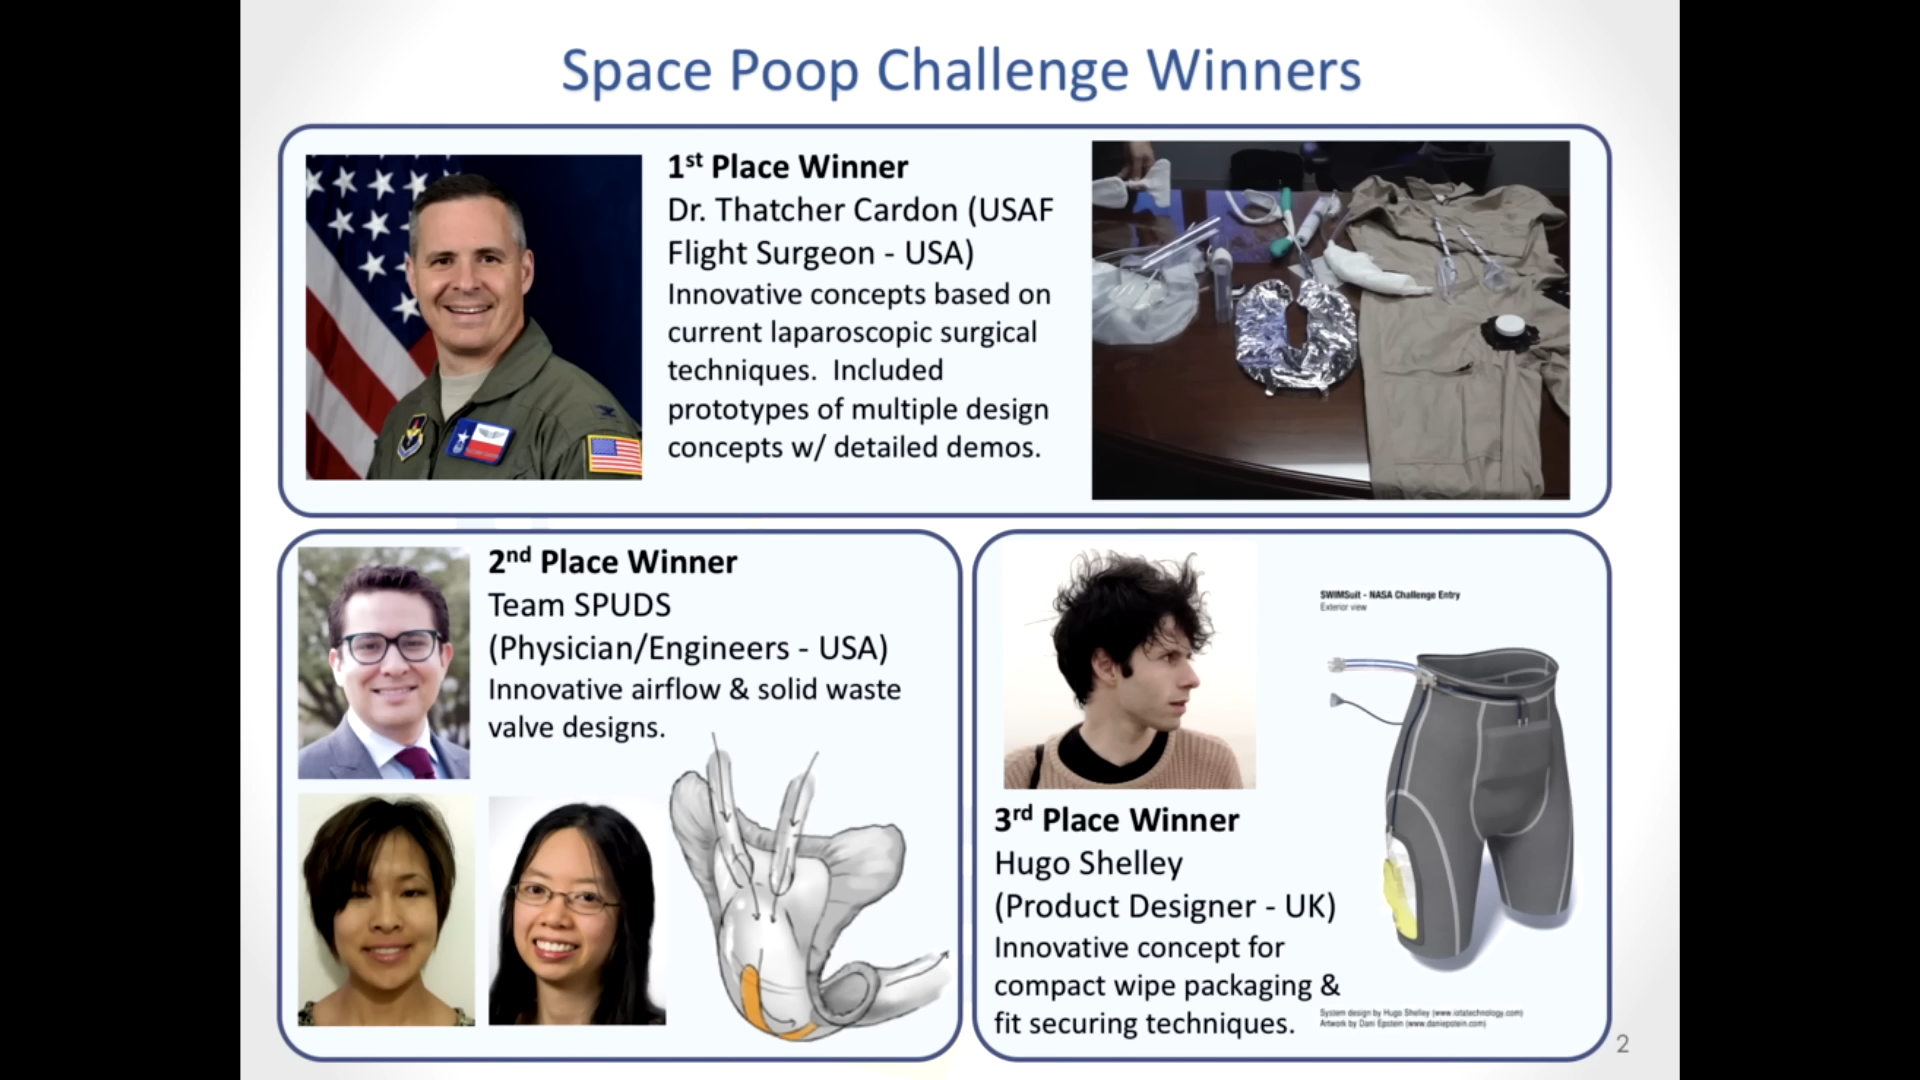 Space Poop Challenge Winners
1st Place Winner
Dr. Thatcher Cardon (USAF
Flight Surgeon - USA)
Innovative concepts based on
current laparoscopic surgical
techniques. Included
prototypes of multiple design
concepts w/ detailed demos.
2nd Place Winner
Team SPUDS
(Physician/Engineers - USA)
Innovative airflow & solid waste
valve designs.
3rd Place Winner
Hugo Shelley
(Product Designer - UK)
Innovative concept for
compact wipe packaging &
fit securing techniques.
SWIMSuit - NASA Challenge Entry
Exterior view
System design by Hugo Shelley (www.iotatechnology.com)
Artwork by Dani Epstein (www.daniepstein.com)
2